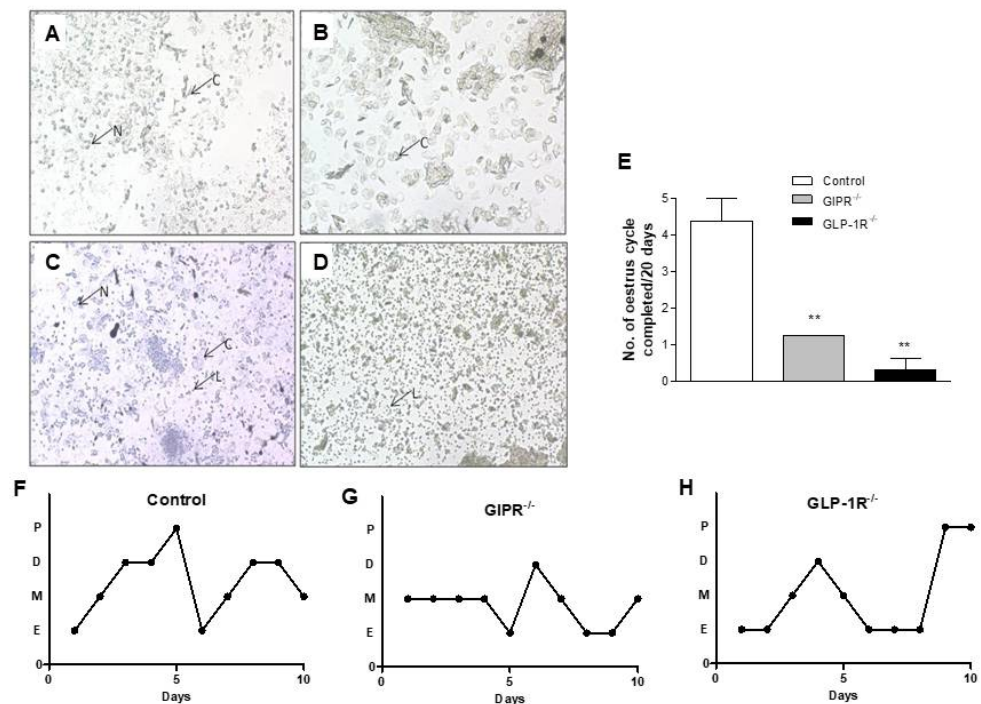 A
C
N
B
C
C
N
C
L
D
L
E
Control
GIPR-/-
GLP-1R-/-
No. of oestrus cycle
completed/20 days
5
4
3
2
1
0
**
**
F
Control
P
D
M
E
0
0
5
10
Days
G
GIPR-/-
P
D
M
E
0
0
5
10
Days
H
GLP-1R-/-
P
D
M
E
0
0
5
10
Days